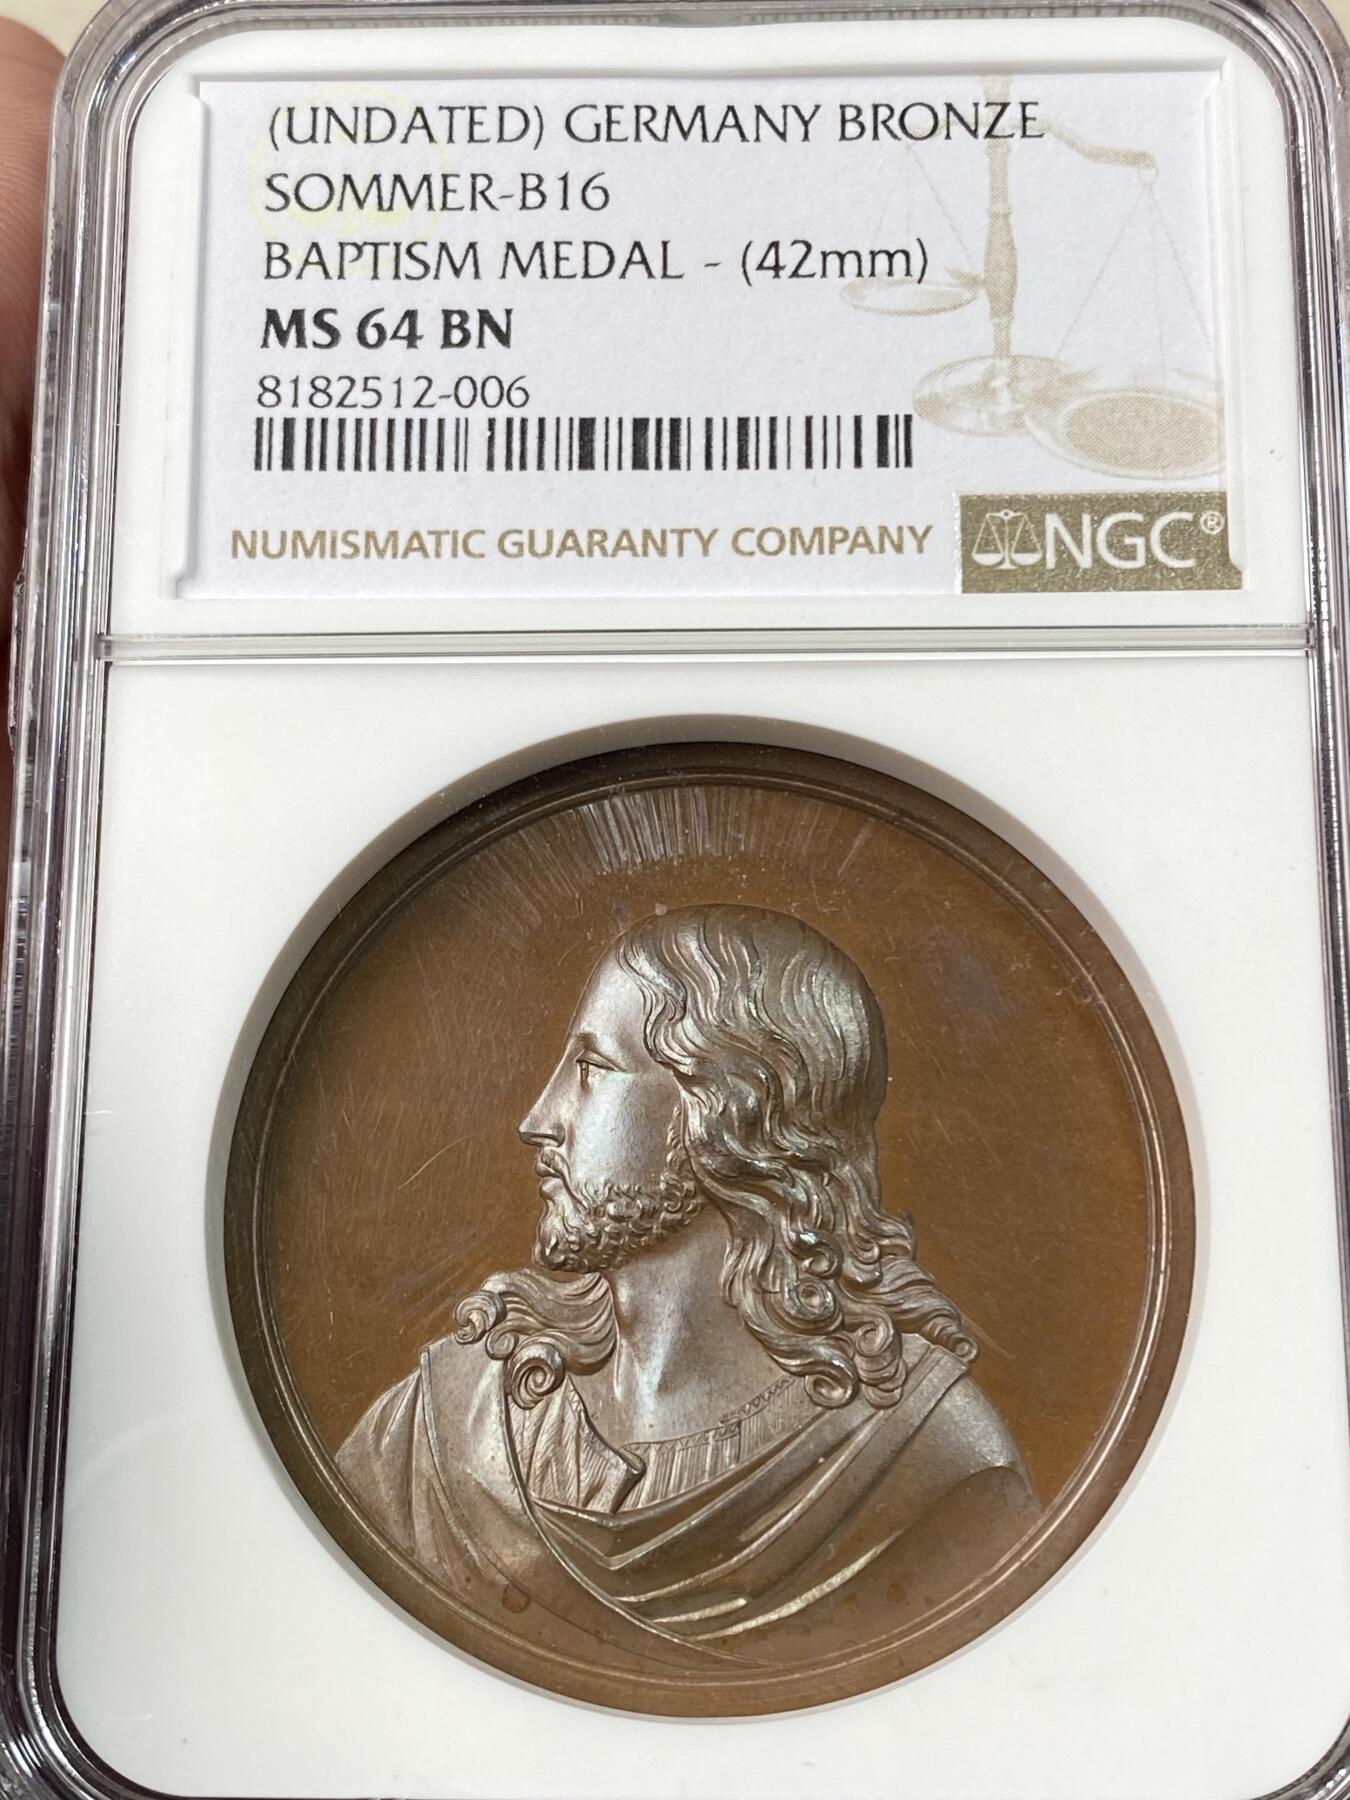 (UNDATED) GERMANY BRONZE
SOMMER-B16
BAPTISM MEDAL - (42mm)
MS 64 BN
8182512-006
NUMISMATIC GUARANTY COMPANY
NGC®